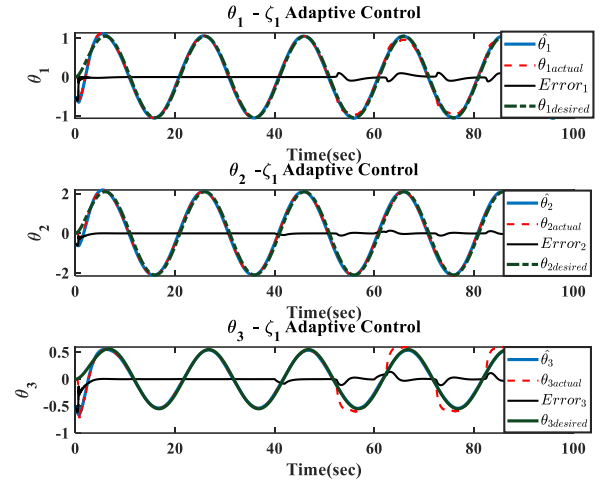 θ1 - ζ1 Adaptive Control
1
0
-1
θ1
0
20
40
60
80
100
Time(sec)
θ̂1
θ1actual
Error1
θ1desired
θ2 - ζ1 Adaptive Control
2
0
-2
θ2
0
20
40
60
80
100
Time(sec)
θ̂2
θ2actual
Error2
θ2desired
θ3 - ζ1 Adaptive Control
0.5
0
-0.5
-1
θ3
0
20
40
60
80
100
Time(sec)
θ̂3
θ3actual
Error3
θ3desired